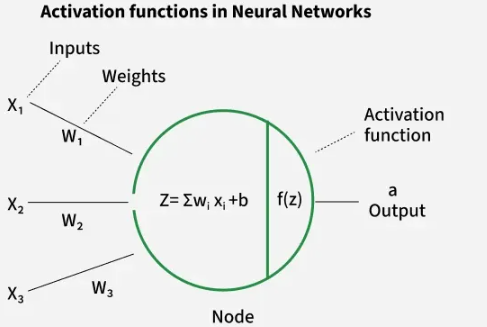 Activation functions in Neural Networks
Inputs
Weights
X₁
W₁
Activation
function
X₂
W₂
Z= Σwᵢ xᵢ +b
f(z)
a
Output
X₃
W₃
Node